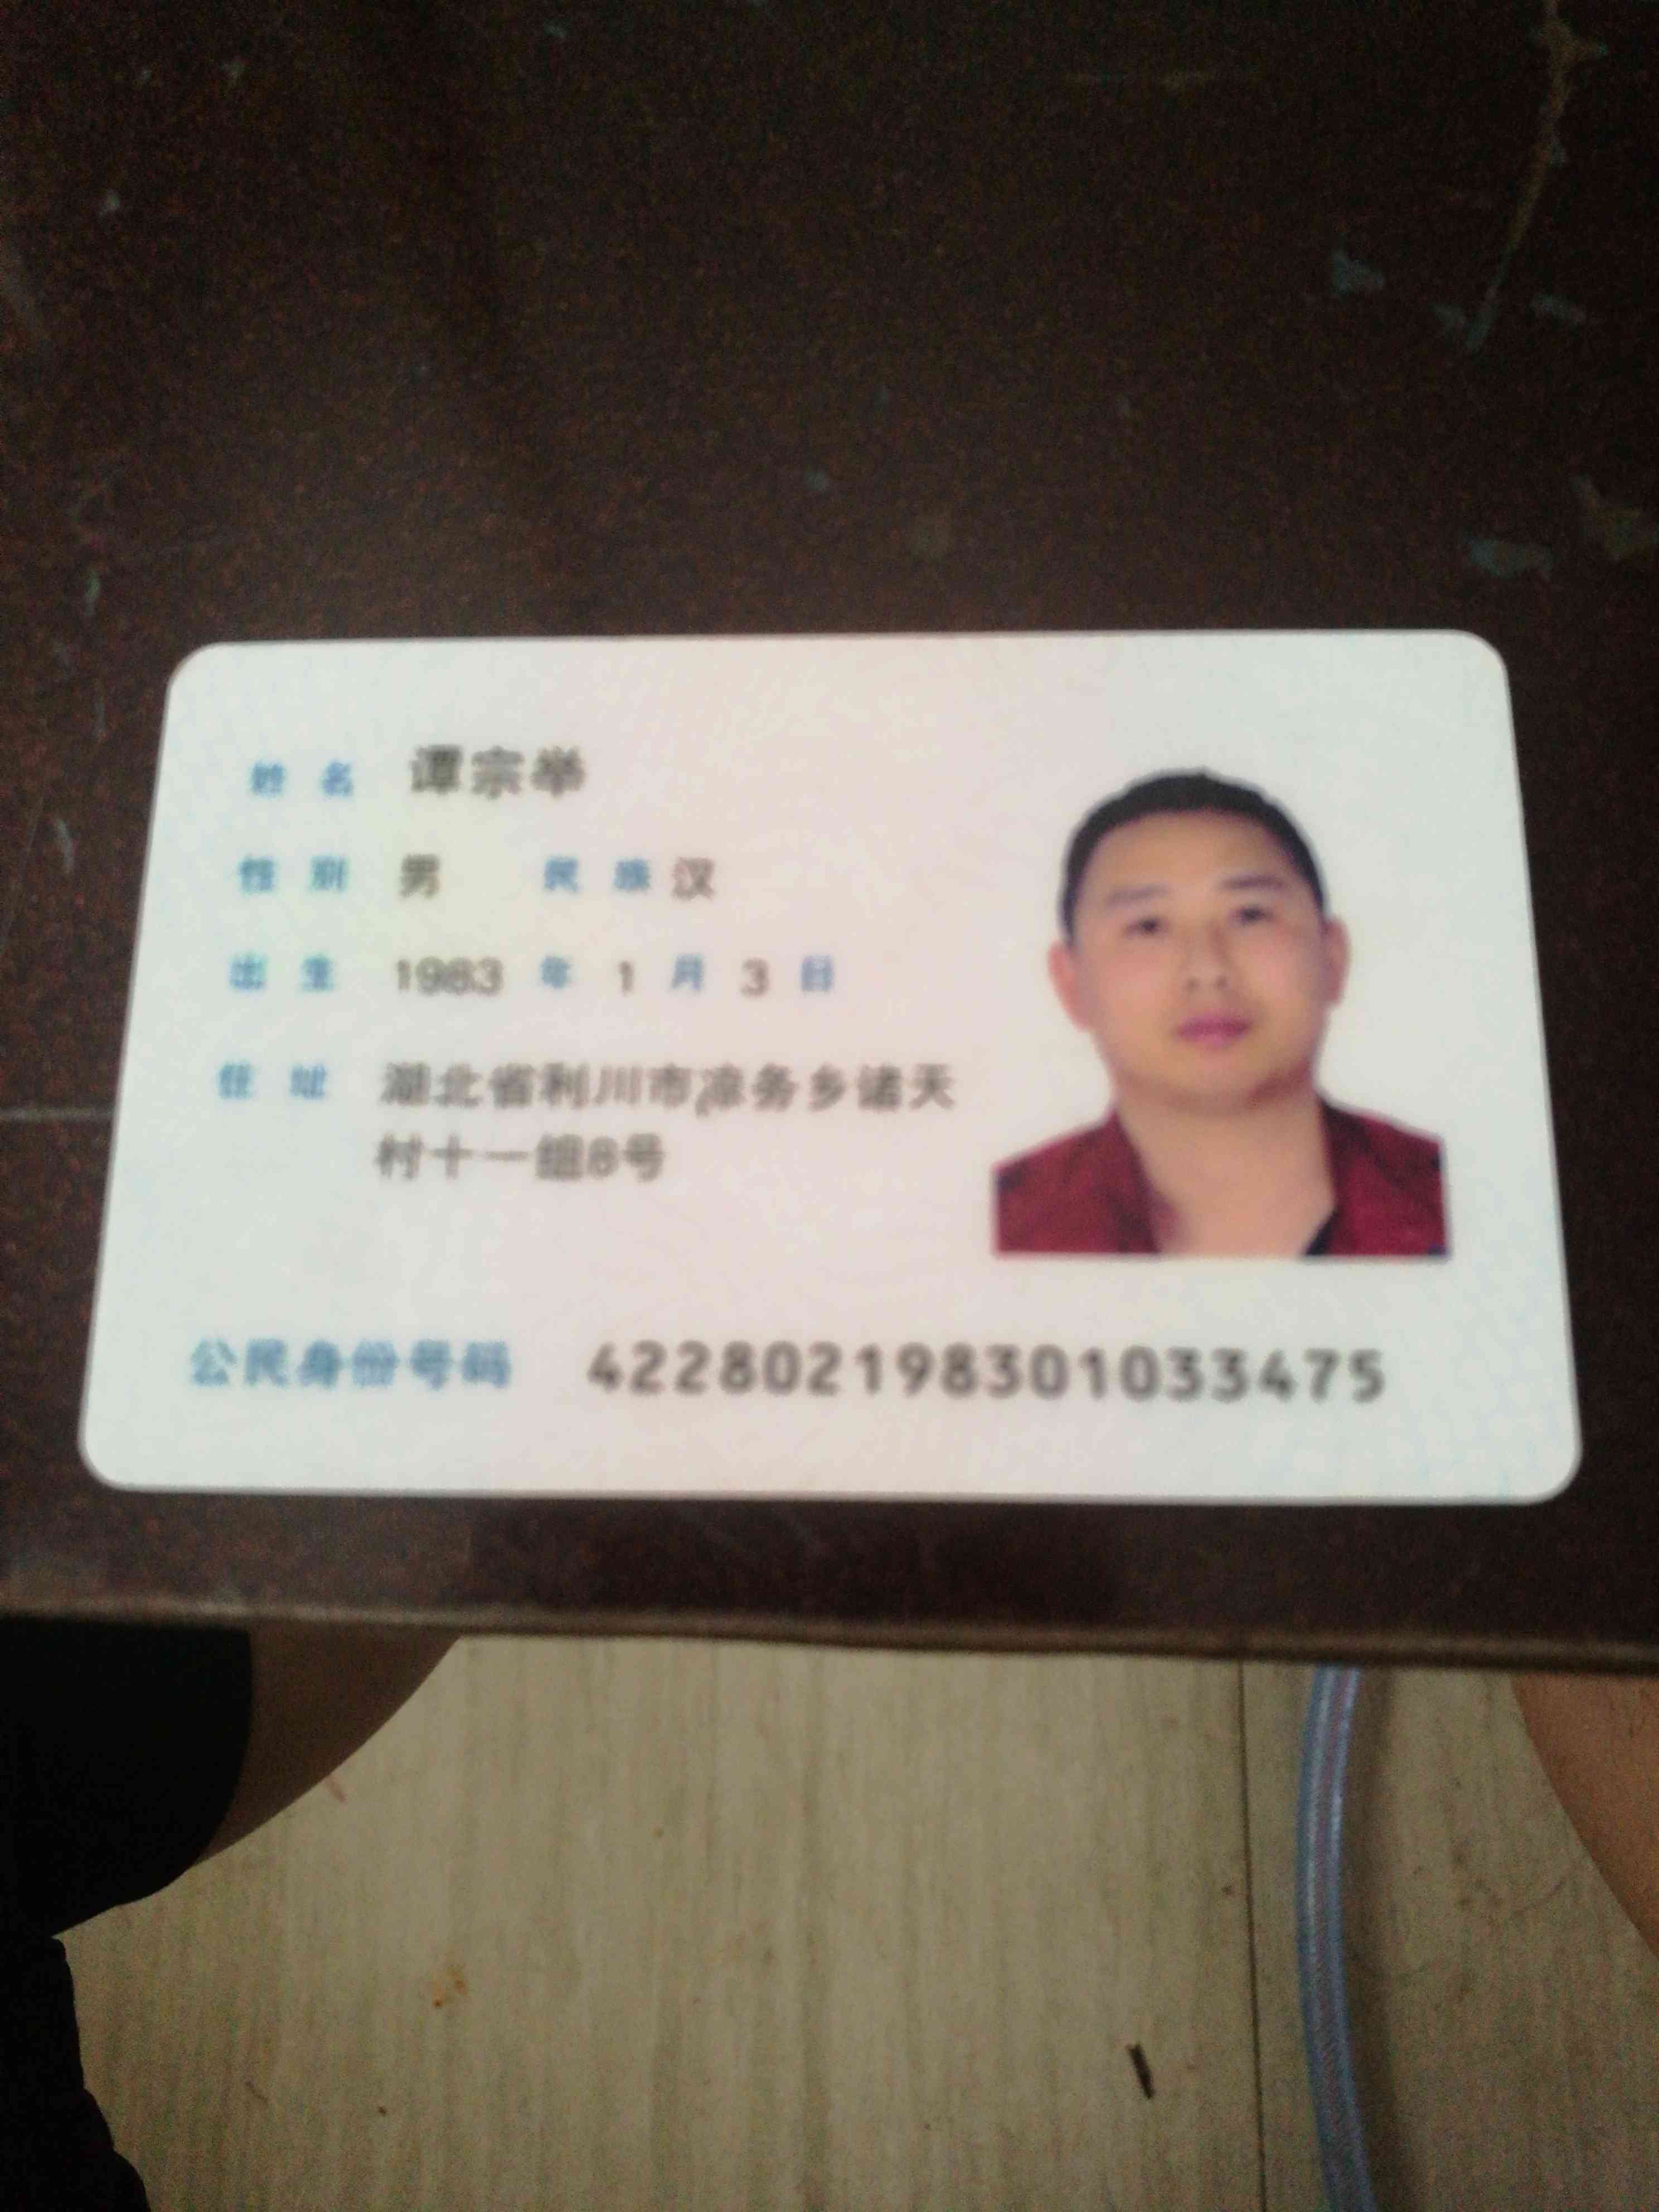 姓名 谭宗举
性别 男 民族 汉
出生 1983 年 1 月 3 日
住址 湖北省利川市凉务乡诸天
村十一组8号
公民身份号码 422802198301033475